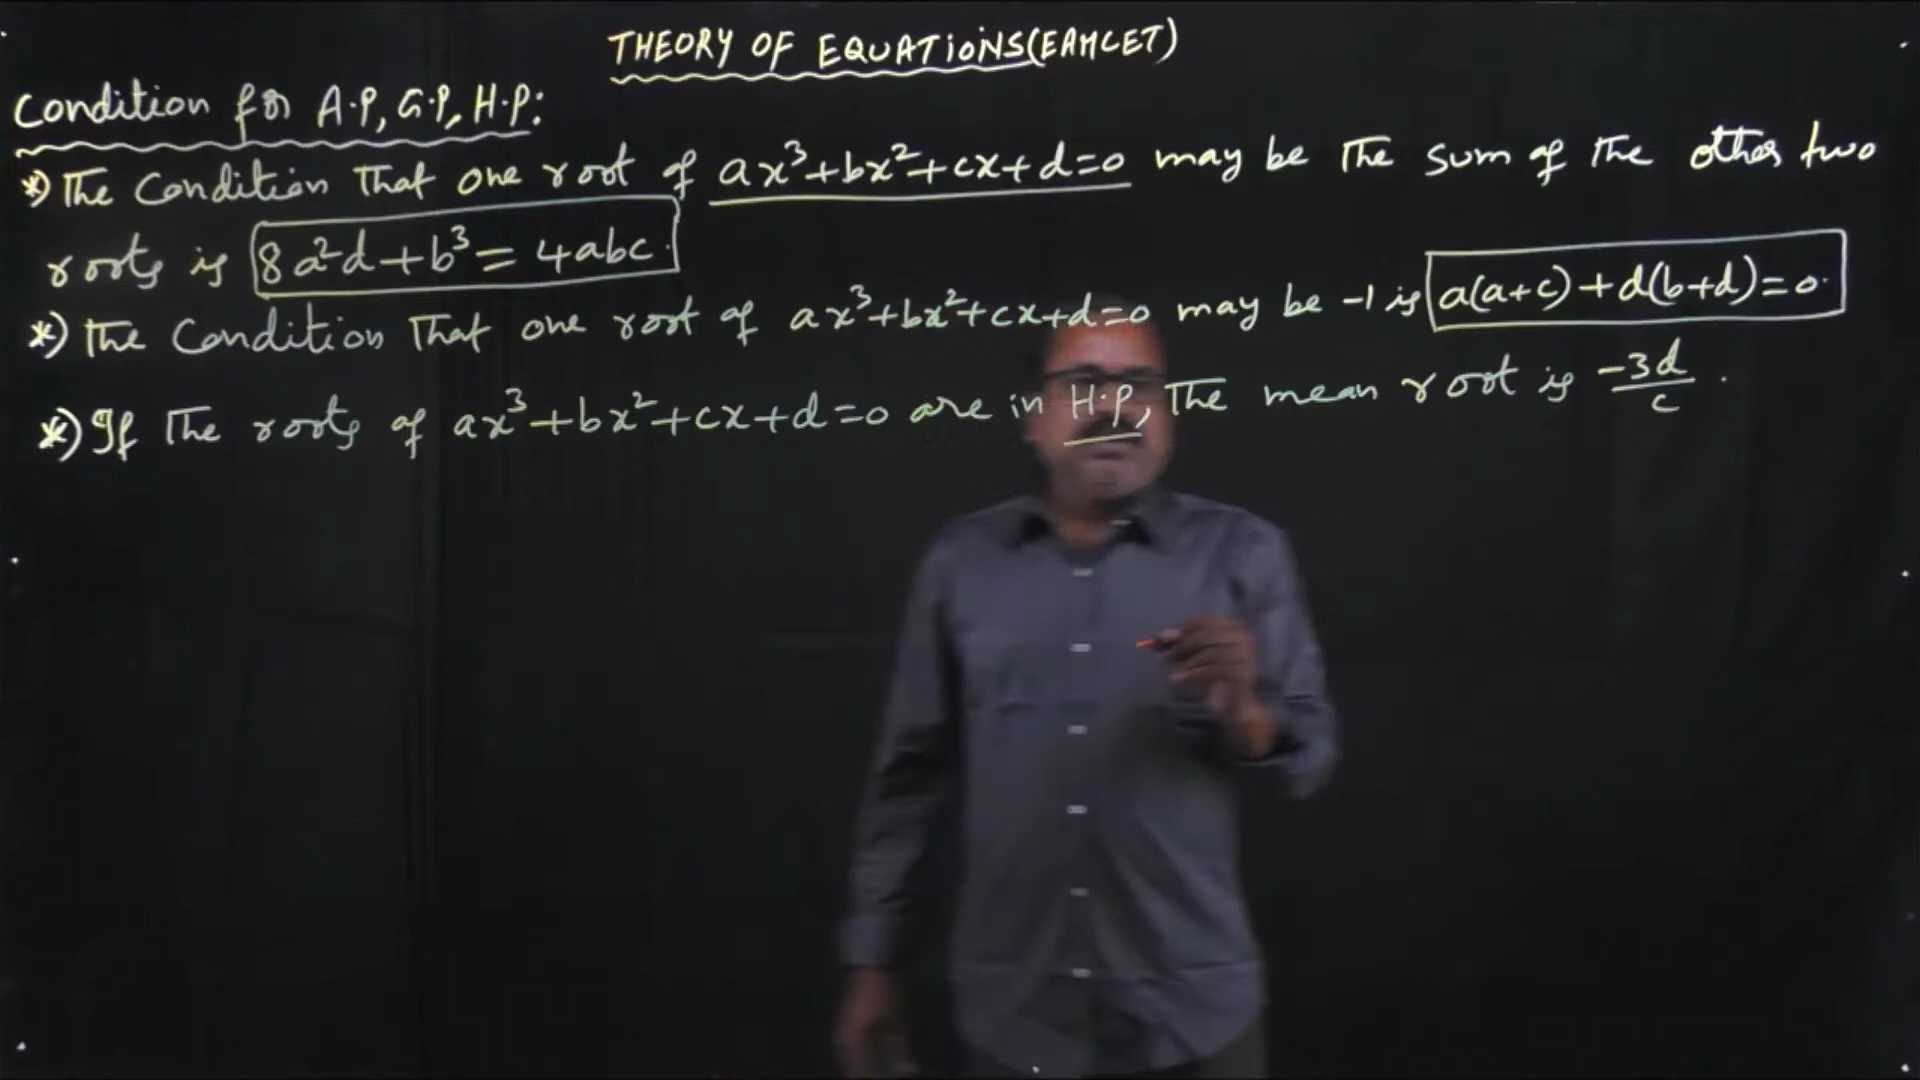 THEORY OF EQUATIONS(EAMCET)
Condition for A.P, G.P, H.P:
*) The Condition That one root of ax³+bx²+cx+d=0 may be The sum of the other two
roots is 8a²d+b³=4abc.
*) The Condition That one root of ax³+bx²+cx+d=0 may be -1 is a(a+c)+d(b+d)=0.
*) If The roots of ax³+bx²+cx+d=0 are in H.P, The mean root is -3d/c.